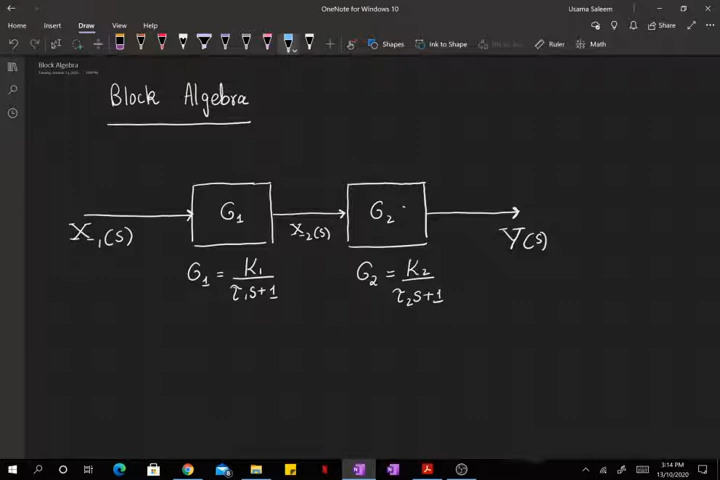 OneNote for Windows 10
Usama Saleem
Home Insert Draw View Help
Share
Shapes Ink to Shape Ruler Math
Block Algebra
Block Algebra
G₁ G₂
X₁(s) X₂(s) Y(s)
G₁ = K₁ / τ₁s+1 G₂ = K₂ / τ₂s+1
3:14 PM
13/10/2020